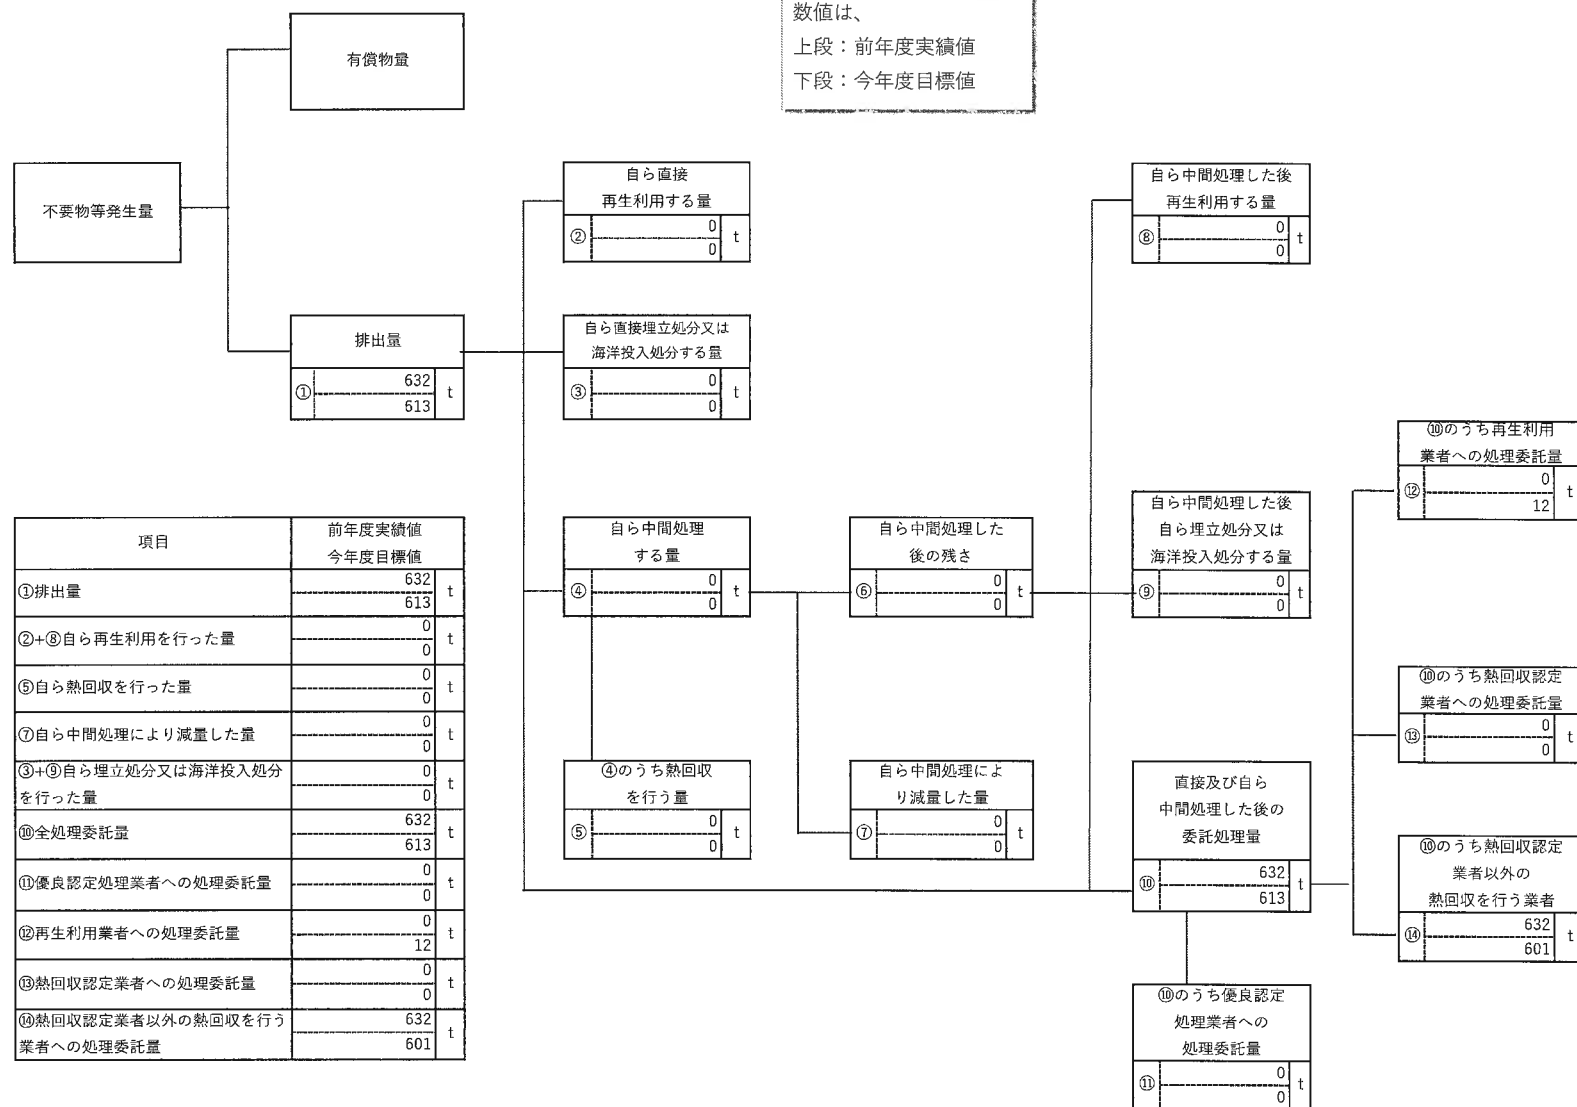 数値は、
上段：前年度実績値
下段：今年度目標値
有償物量
不要物等発生量
排出量
①
632
613
t
自ら直接
再生利用する量
②
0
0
t
自ら直接埋立処分又は
海洋投入処分する量
③
0
0
t
自ら中間処理した後
再生利用する量
⑧
0
0
t
⑩のうち再生利用
業者への処理委託量
⑫
0
12
t
自ら中間処理
する量
④
0
0
t
自ら中間処理した
後の残さ
⑥
0
0
t
自ら中間処理した後
自ら埋立処分又は
海洋投入処分する量
⑨
0
0
t
⑩のうち熱回収認定
業者への処理委託量
⑬
0
0
t
④のうち熱回収
を行う量
⑤
0
0
t
自ら中間処理によ
り減量した量
⑦
0
0
t
直接及び自ら
中間処理した後の
委託処理量
⑩
632
613
t
⑩のうち熱回収認定
業者以外の
熱回収を行う業者
⑭
632
601
t
⑩のうち優良認定
処理業者への
処理委託量
⑪
0
0
t
項目
前年度実績値
今年度目標値
①排出量
632
613
t
②+⑧自ら再生利用を行った量
0
0
t
⑤自ら熱回収を行った量
0
0
t
⑦自ら中間処理により減量した量
0
0
t
③+⑨自ら埋立処分又は海洋投入処分
を行った量
0
0
t
⑩全処理委託量
632
613
t
⑪優良認定処理業者への処理委託量
0
0
t
⑫再生利用業者への処理委託量
0
12
t
⑬熱回収認定業者への処理委託量
0
0
t
⑭熱回収認定業者以外の熱回収を行う
業者への処理委託量
632
601
t